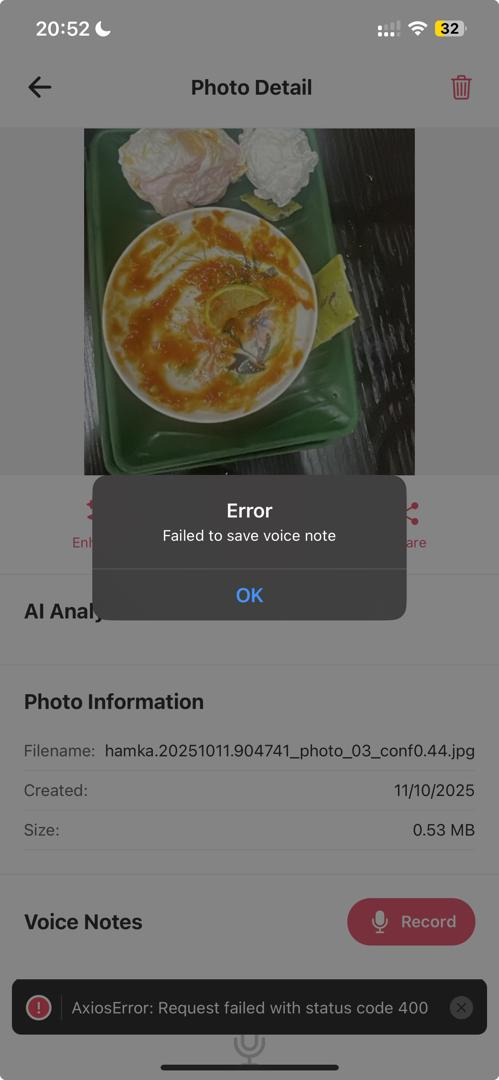 20:52
32
Photo Detail
Error
Failed to save voice note
OK
Enh
are
AI Analy
Photo Information
Filename: hamka.20251011.904741_photo_03_conf0.44.jpg
Created: 11/10/2025
Size: 0.53 MB
Voice Notes
Record
AxiosError: Request failed with status code 400